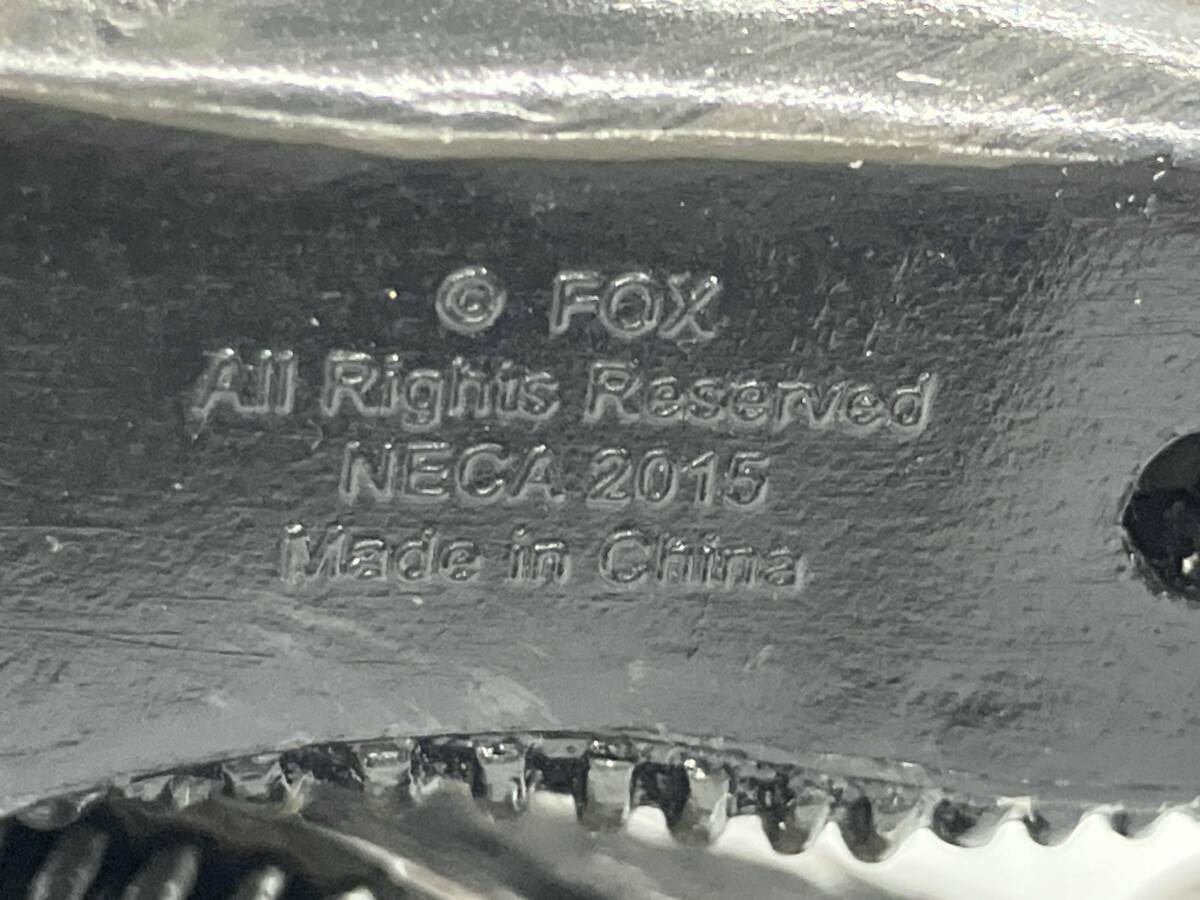 © FOX
All Rights Reserved
NECA 2015
Made in China